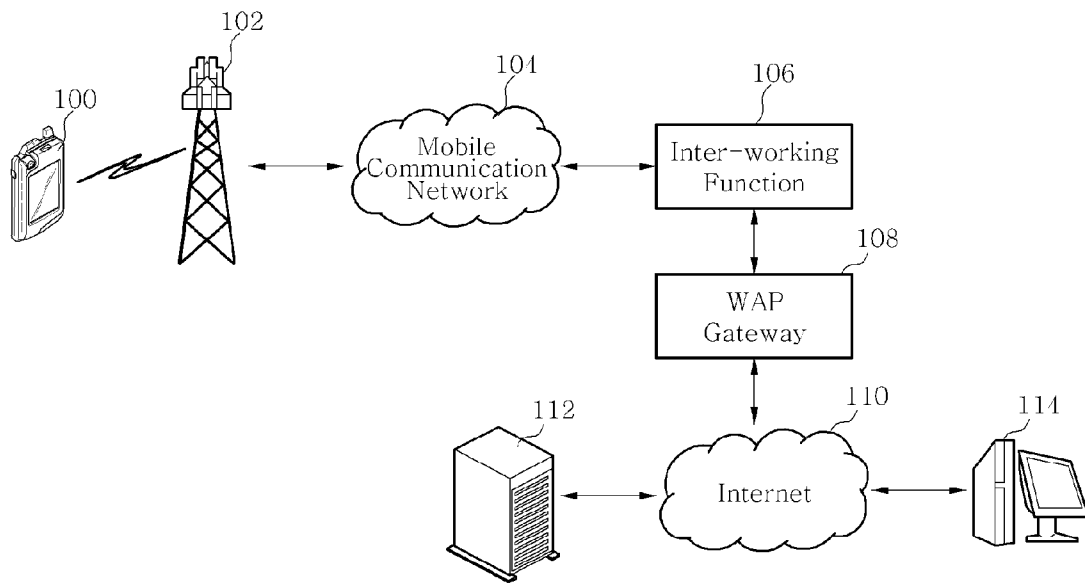 102
104
106
100
Mobile
Communication
Network
Inter-working
Function
108
WAP
Gateway
110
112
114
Internet